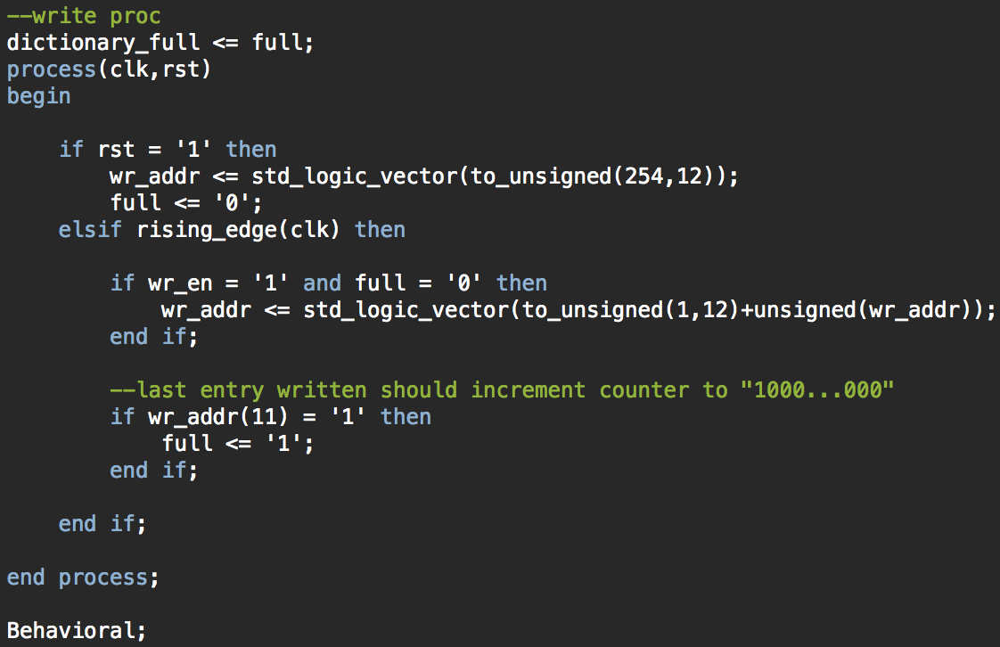 --write proc
dictionary_full <= full;
process(clk,rst)
begin
if rst = '1' then
wr_addr <= std_logic_vector(to_unsigned(254,12));
full <= '0';
elsif rising_edge(clk) then
if wr_en = '1' and full = '0' then
wr_addr <= std_logic_vector(to_unsigned(1,12)+unsigned(wr_addr));
end if;
--last entry written should increment counter to "1000...000"
if wr_addr(11) = '1' then
full <= '1';
end if;
end if;
end process;
Behavioral;